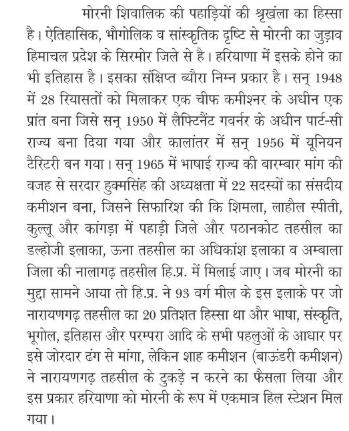 मोरनी शिवालिक की पहाड़ियों की श्रृखंला का हिस्सा
है। ऐतिहासिक, भौगोलिक व सांस्कृतिक दृष्टि से मोरनी का जुड़ाव
हिमाचल प्रदेश के सिरमोर जिले से है। हरियाणा में इसके होने का
भी इतिहास है। इसका संक्षिप्त ब्यौरा निम्न प्रकार है। सन् 1948
में 28 रियासतों को मिलाकर एक चीफ कमीश्नर के अधीन एक
प्रांत बना जिसे सन् 1950 में लैफ्टिनैंट गवर्नर के अधीन पार्ट-सी
राज्य बना दिया गया और कालांतर में सन् 1956 में यूनियन
टैरिटरी बन गया। सन् 1965 में भाषाई राज्य की बारम्बार मांग की
वजह से सरदार हुक्मसिंह की अध्यक्षता में 22 सदस्यों का संसदीय
कमीशन बना, जिसने सिफारिश की कि शिमला, लाहौल स्पीती,
कुल्लू और कांगड़ा में पहाड़ी जिले और पठानकोट तहसील का
डल्होजी इलाका, ऊना तहसील का अधिकांश इलाका व अम्बाला
जिला की नालागढ़ तहसील हि.प्र. में मिलाई जाए। जब मोरनी का
मुद्दा सामने आया तो हि.प्र. ने 93 वर्ग मील के इस इलाके पर जो
नारायणगढ़ तहसील का 20 प्रतिशत हिस्सा था और भाषा, संस्कृति,
भूगोल, इतिहास और परम्परा आदि के सभी पहलुओं के आधार पर
इसे जोरदार ढंग से मांगा, लेकिन शाह कमीशन (बाऊंडरी कमीशन)
ने नारायणगढ़ तहसील के टुकड़े न करने का फैसला लिया और
इस प्रकार हरियाणा को मोरनी के रूप में एकमात्र हिल स्टेशन मिल
गया।